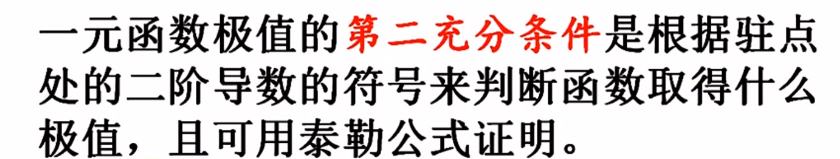 一元函数极值的第二充分条件是根据驻点
处的二阶导数的符号来判断函数取得什么
极值，且可用泰勒公式证明。